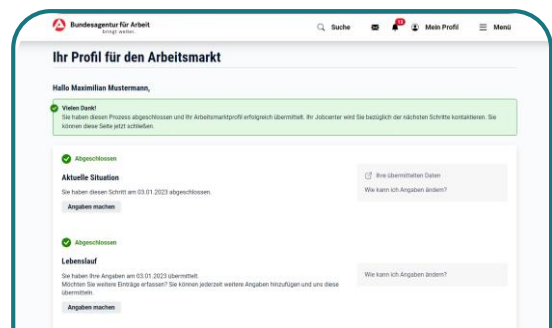 Bundesagentur für Arbeit
bringt weiter.
Suche
Mein Profil
Menü
Ihr Profil für den Arbeitsmarkt
Hallo Maximilian Mustermann,
Vielen Dank!
Sie haben diesen Prozess abgeschlossen und Ihr Arbeitsmarktprofil erfolgreich übermittelt. Ihr Jobcenter wird Sie bezüglich der nächsten Schritte kontaktieren. Sie
können diese Seite jetzt schließen.
Abgeschlossen
Aktuelle Situation
Sie haben diesen Schritt am 03.01.2023 abgeschlossen.
Angaben machen
Ihre übermittelten Daten
Wie kann ich Angaben ändern?
Abgeschlossen
Lebenslauf
Sie haben Ihre Angaben am 03.01.2023 übermittelt.
Möchten Sie weitere Einträge erfassen? Sie können jederzeit weitere Angaben hinzufügen und uns diese
übermitteln.
Angaben machen
Wie kann ich Angaben ändern?